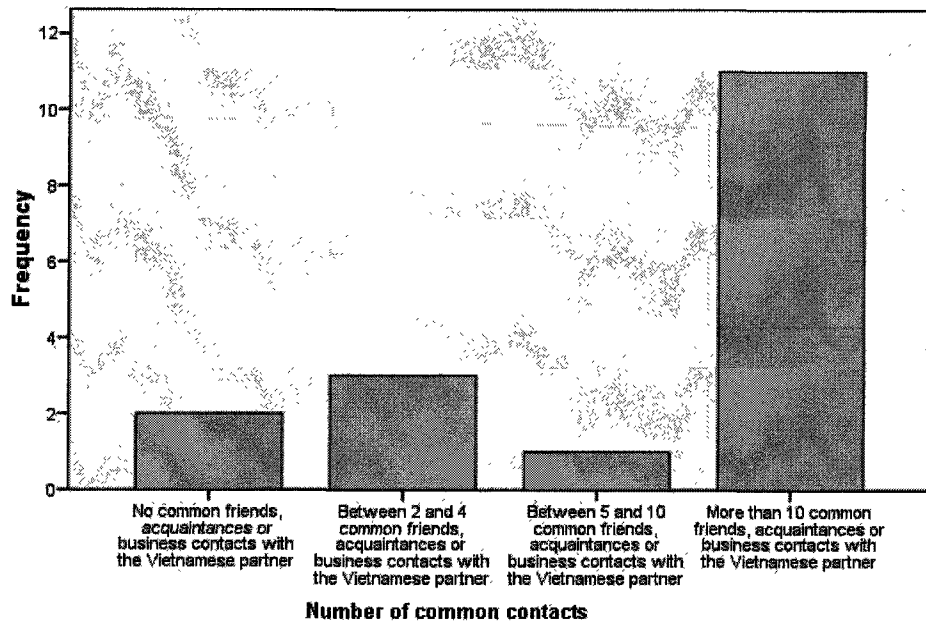 12
10
8
6
4
2
0
Frequency
No common friends,
acquaintances or
business contacts with
the Vietnamese partner
Between 2 and 4
common friends,
acquaintances or
business contacts with
the Vietnamese partner
Between 5 and 10
common friends,
acquaintances or
business contacts with
the Vietnamese partner
More than 10 common
friends, acquaintances or
business contacts with
the Vietnamese partner
Number of common contacts